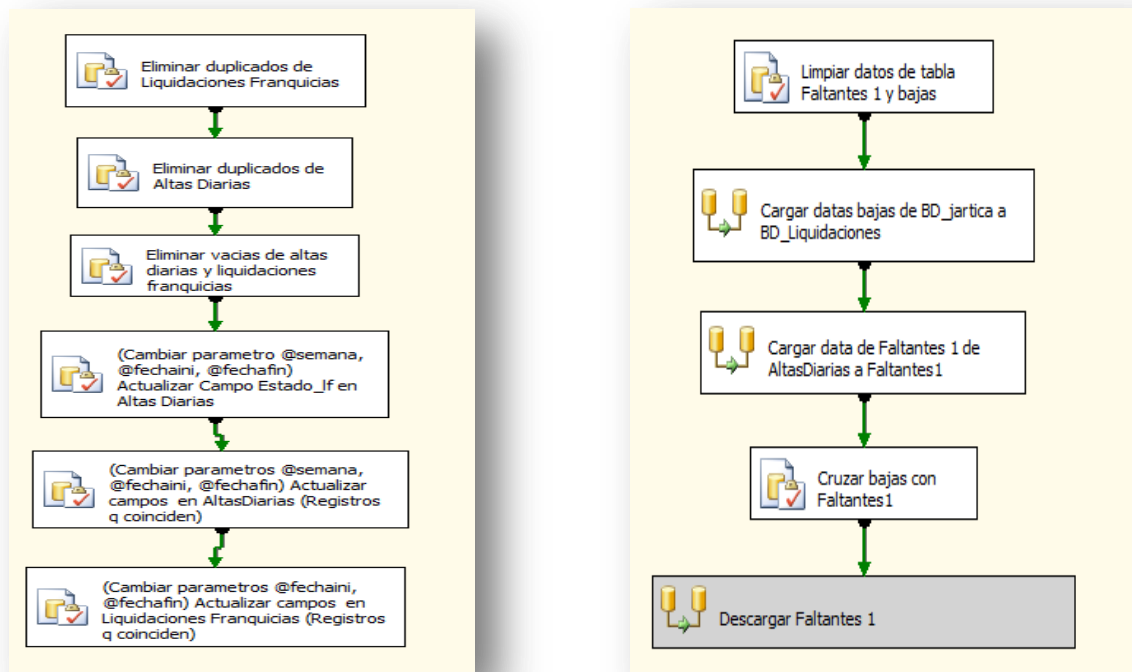 Eliminar duplicados de
Liquidaciones Franquicias
Eliminar duplicados de
Altas Diarias
Eliminar vacias de altas
diarias y liquidaciones
franquicias
(Cambiar parametro @semana,
@fechaini, @fechafin)
Actualizar Campo Estado_lf en
Altas Diarias
(Cambiar parametros @semana,
@fechaini, @fechafin) Actualizar
campos en AltasDiarias (Registros
q coinciden)
(Cambiar parametros @fechaini,
@fechafin) Actualizar campos en
Liquidaciones Franquicias (Registros
q coinciden)
Limpiar datos de tabla
Faltantes 1 y bajas
Cargar datas bajas de BD_jartica a
BD_Liquidaciones
Cargar data de Faltantes 1 de
AltasDiarias a Faltantes1
Cruzar bajas con
Faltantes1
Descargar Faltantes 1